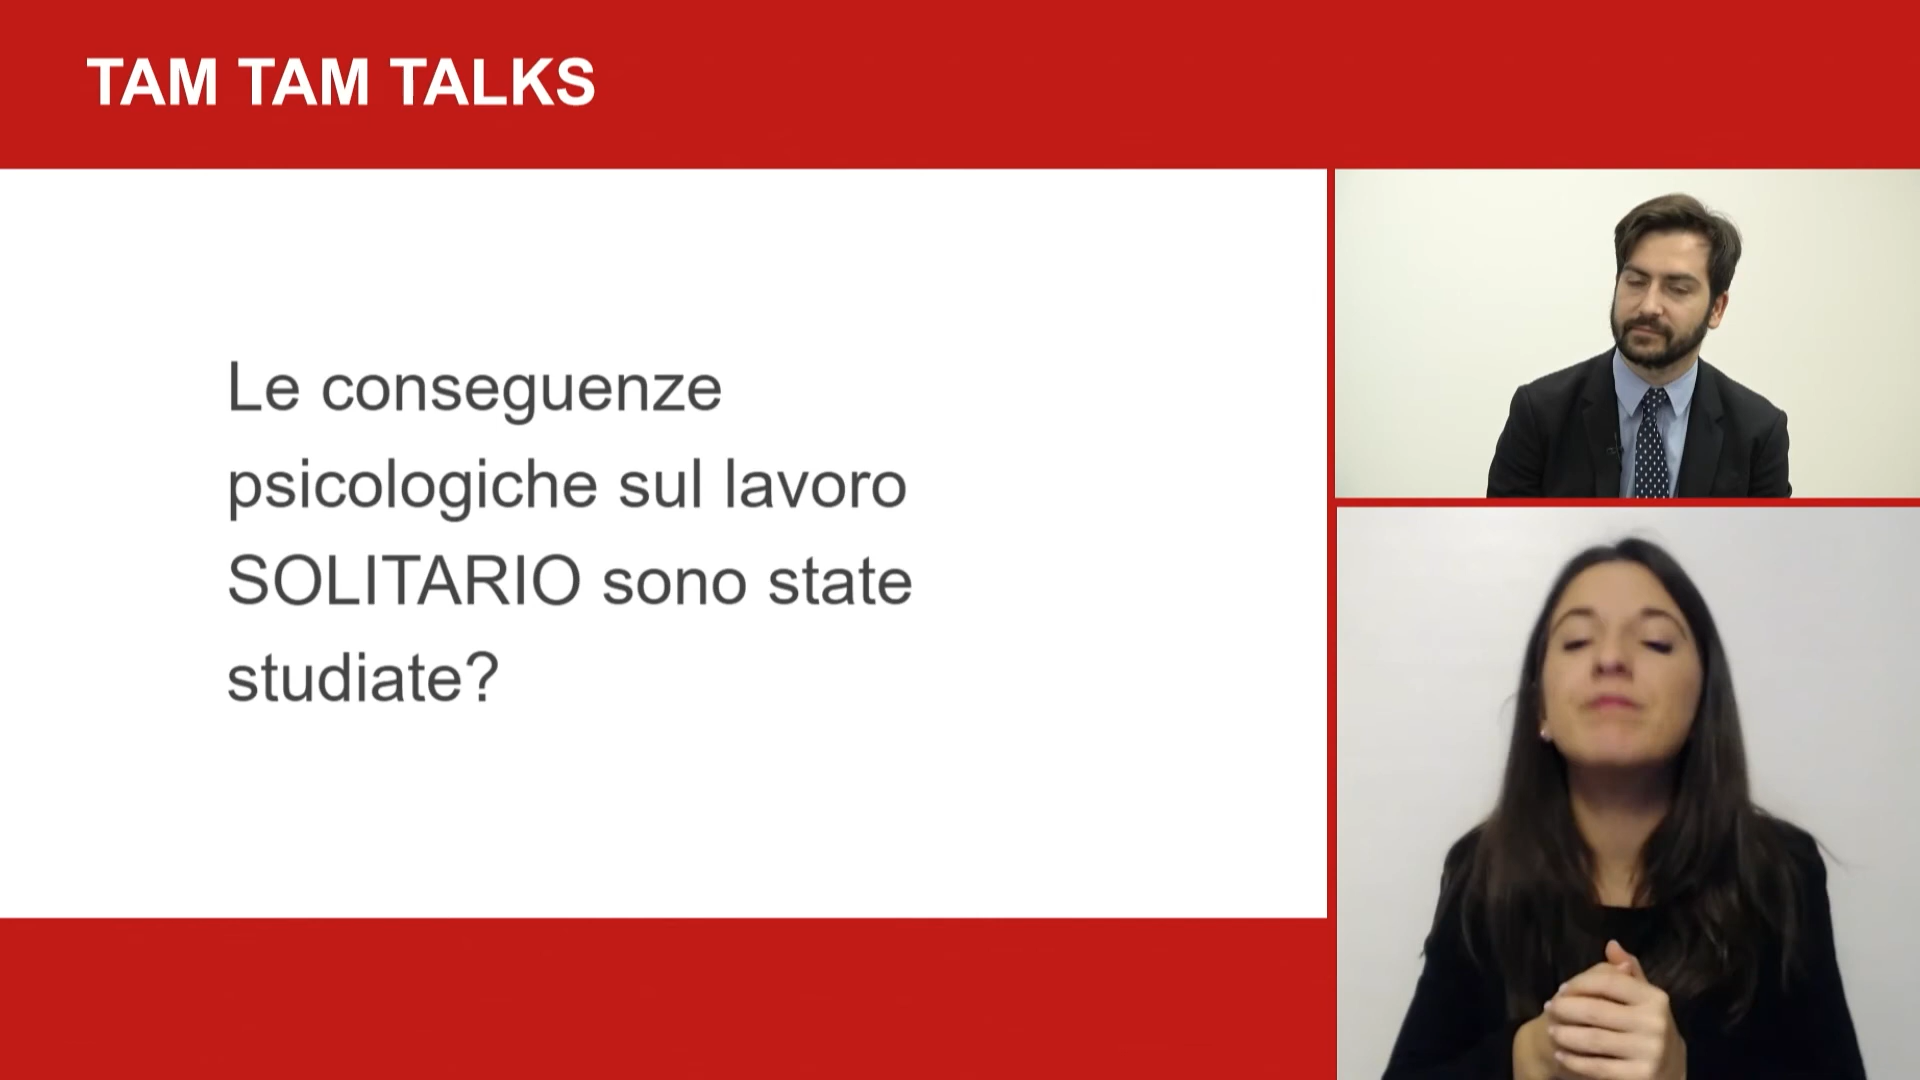 TAM TAM TALKS
Le conseguenze
psicologiche sul lavoro
SOLITARIO sono state
studiate?